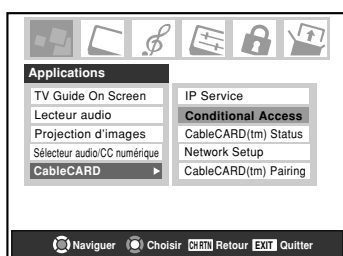 Applications
TV Guide On Screen
Lecteur audio
Projection d'images
Sélecteur audio/CC numérique
CableCARD
IP Service
Conditional Access
CableCARD(tm) Status
Network Setup
CableCARD(tm) Pairing
Naviguer Choisir CH RTN Retour EXIT Quitter